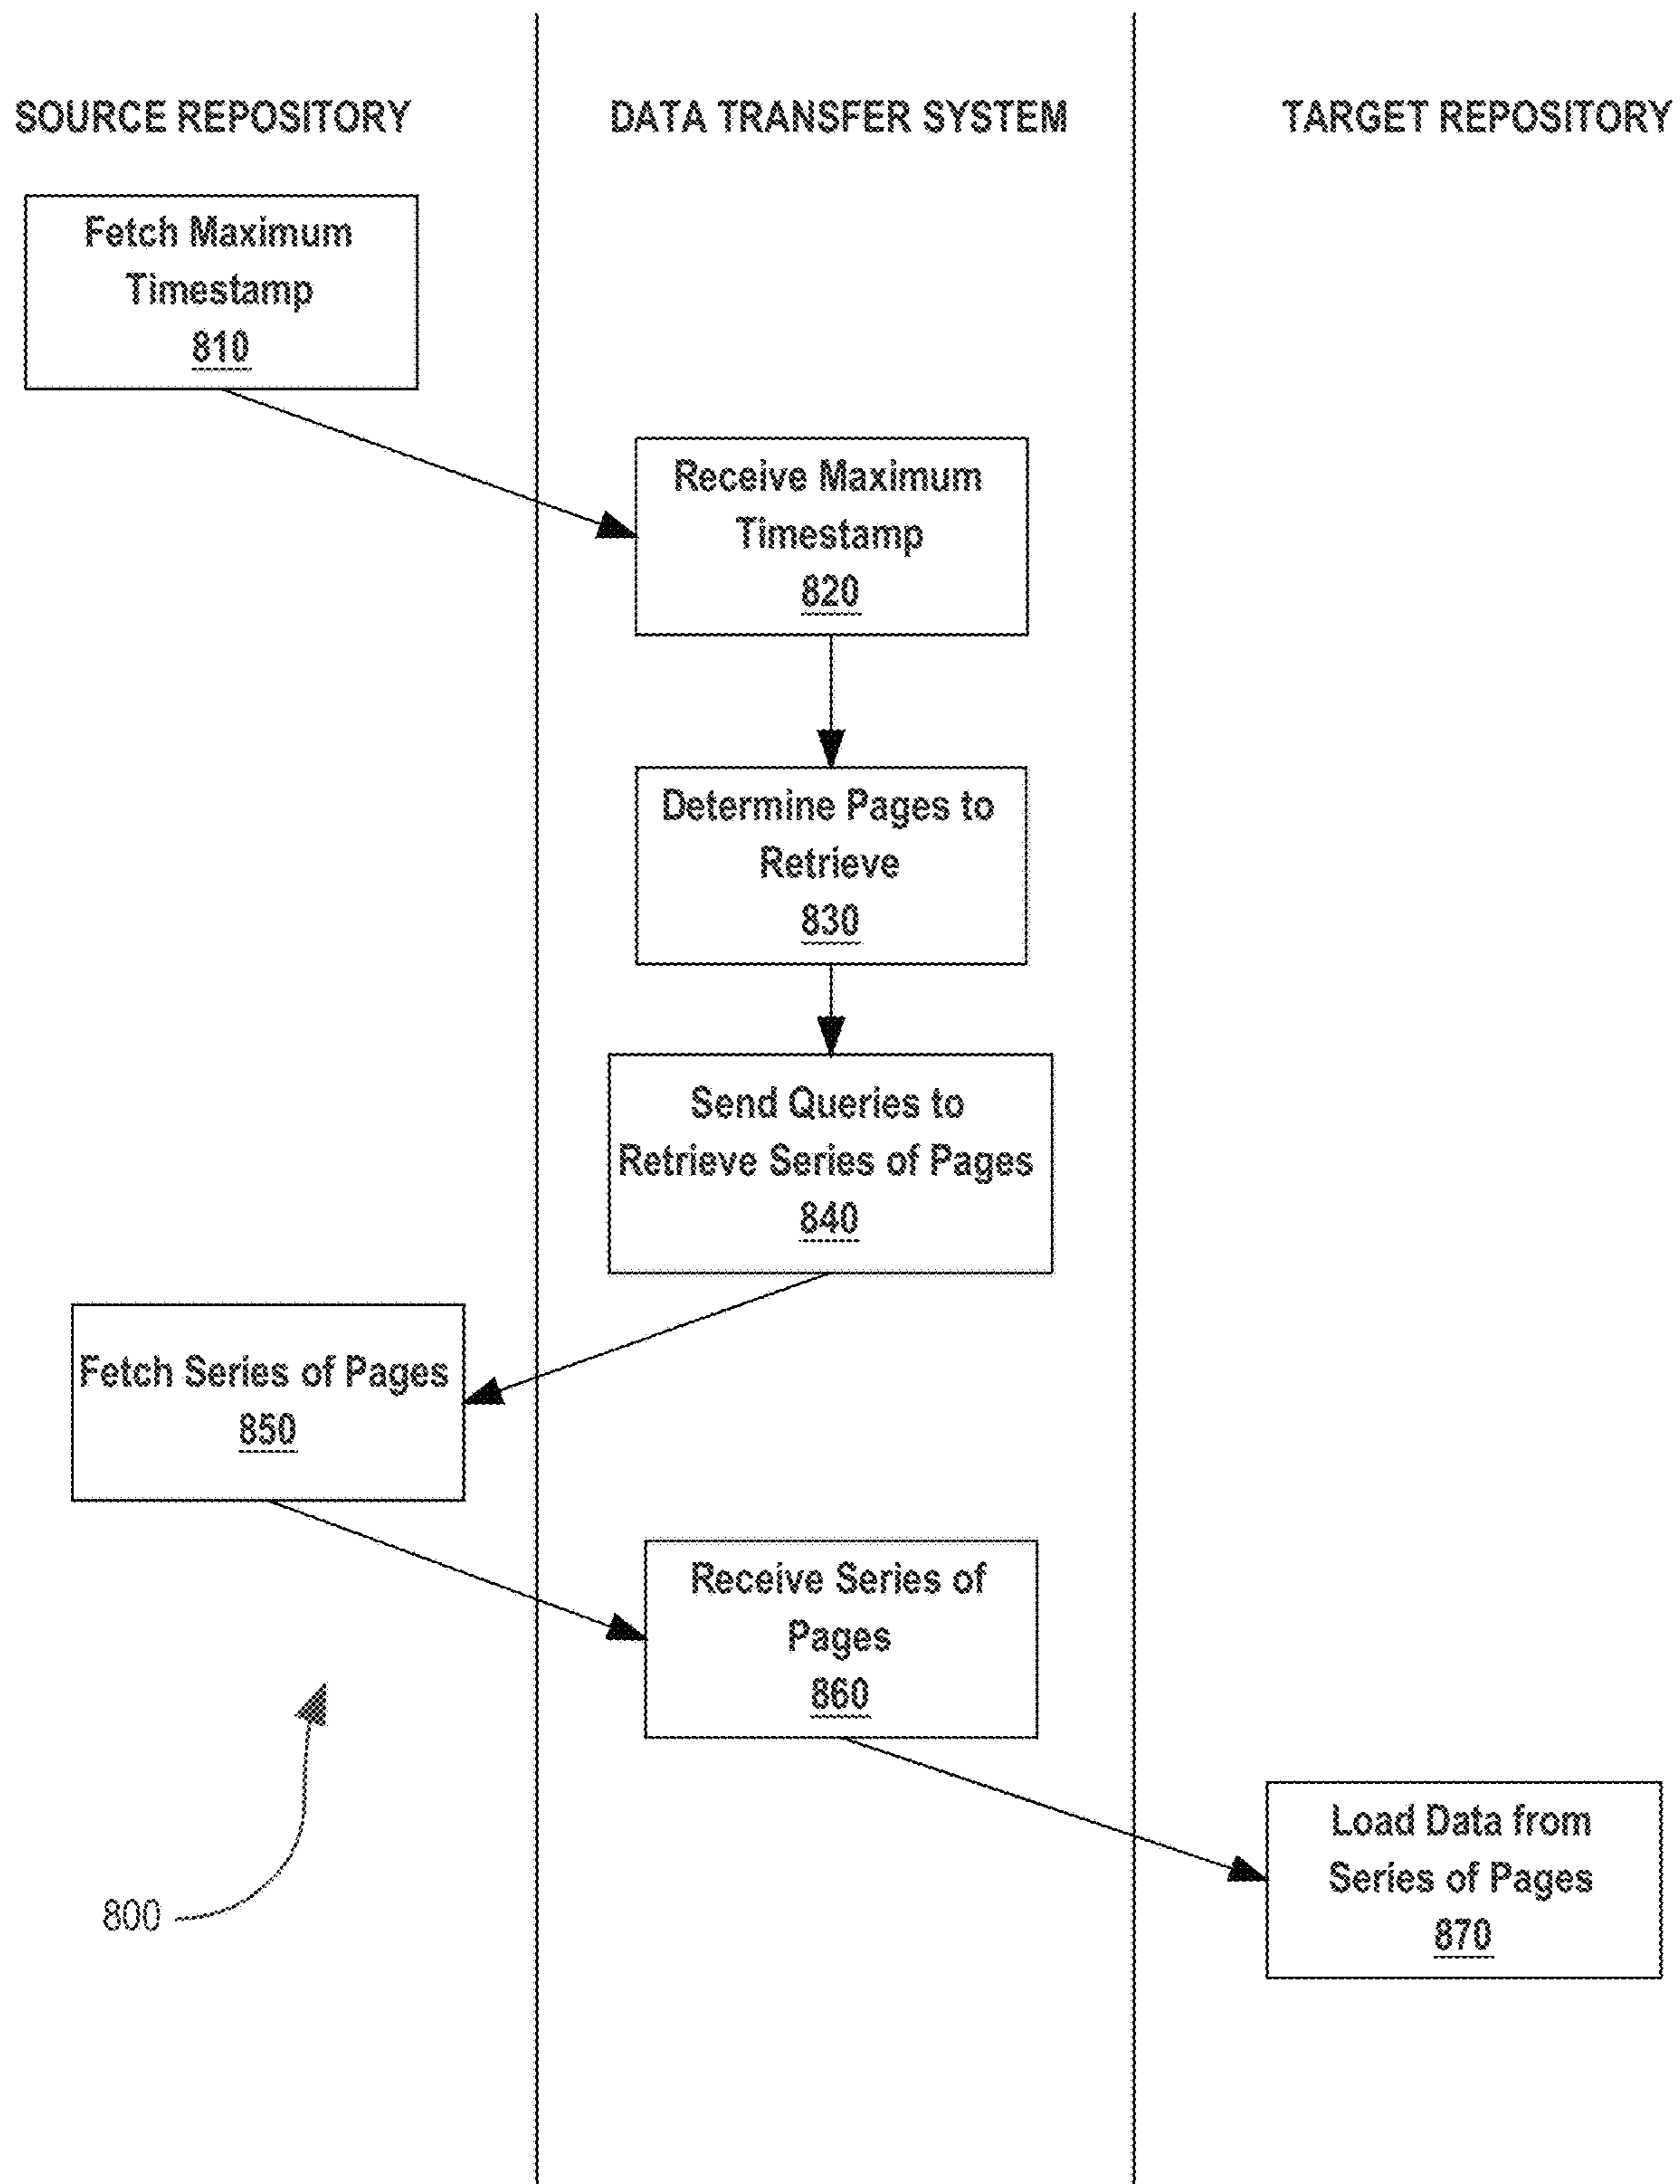 SOURCE REPOSITORY
DATA TRANSFER SYSTEM
TARGET REPOSITORY
Fetch Maximum
Timestamp
810
Receive Maximum
Timestamp
820
Determine Pages to
Retrieve
830
Send Queries to
Retrieve Series of Pages
840
Fetch Series of Pages
850
Receive Series of
Pages
860
Load Data from
Series of Pages
870
800